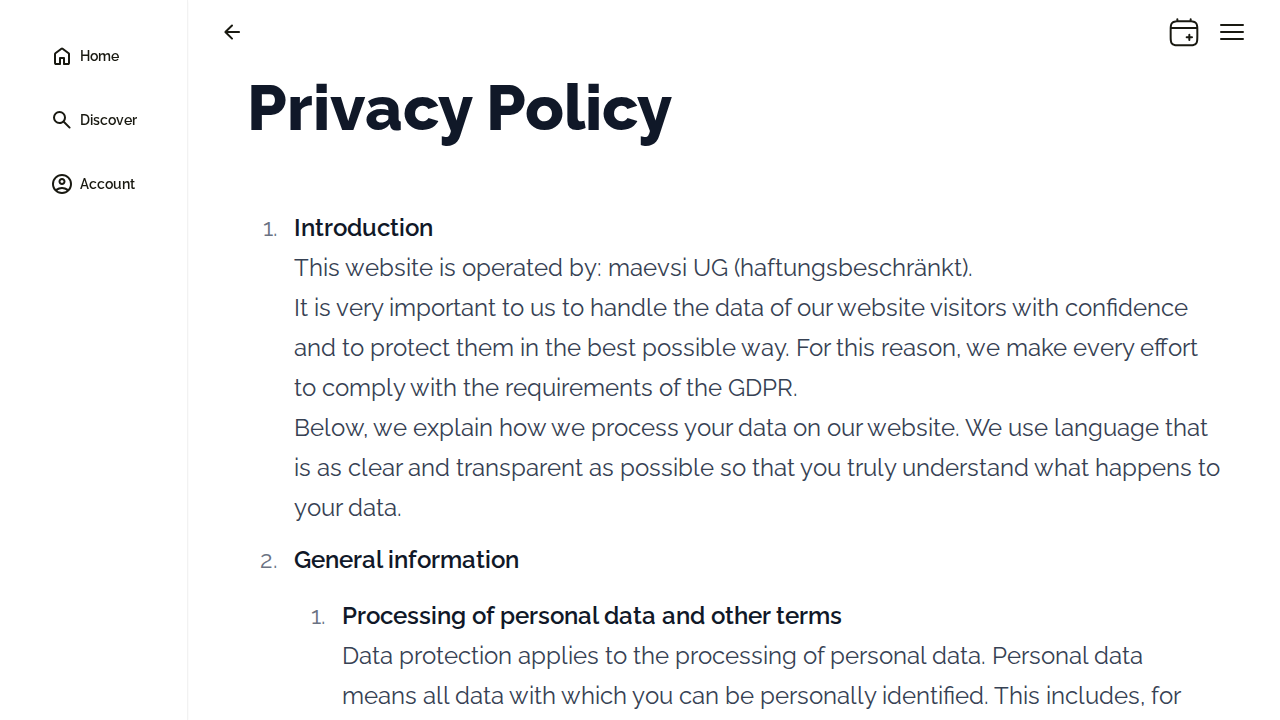 Home
Discover
Account
Privacy Policy
1. Introduction
This website is operated by: maevsi UG (haftungsbeschränkt).
It is very important to us to handle the data of our website visitors with confidence
and to protect them in the best possible way. For this reason, we make every effort
to comply with the requirements of the GDPR.
Below, we explain how we process your data on our website. We use language that
is as clear and transparent as possible so that you truly understand what happens to
your data.
2. General information
1. Processing of personal data and other terms
Data protection applies to the processing of personal data. Personal data
means all data with which you can be personally identified. This includes, for